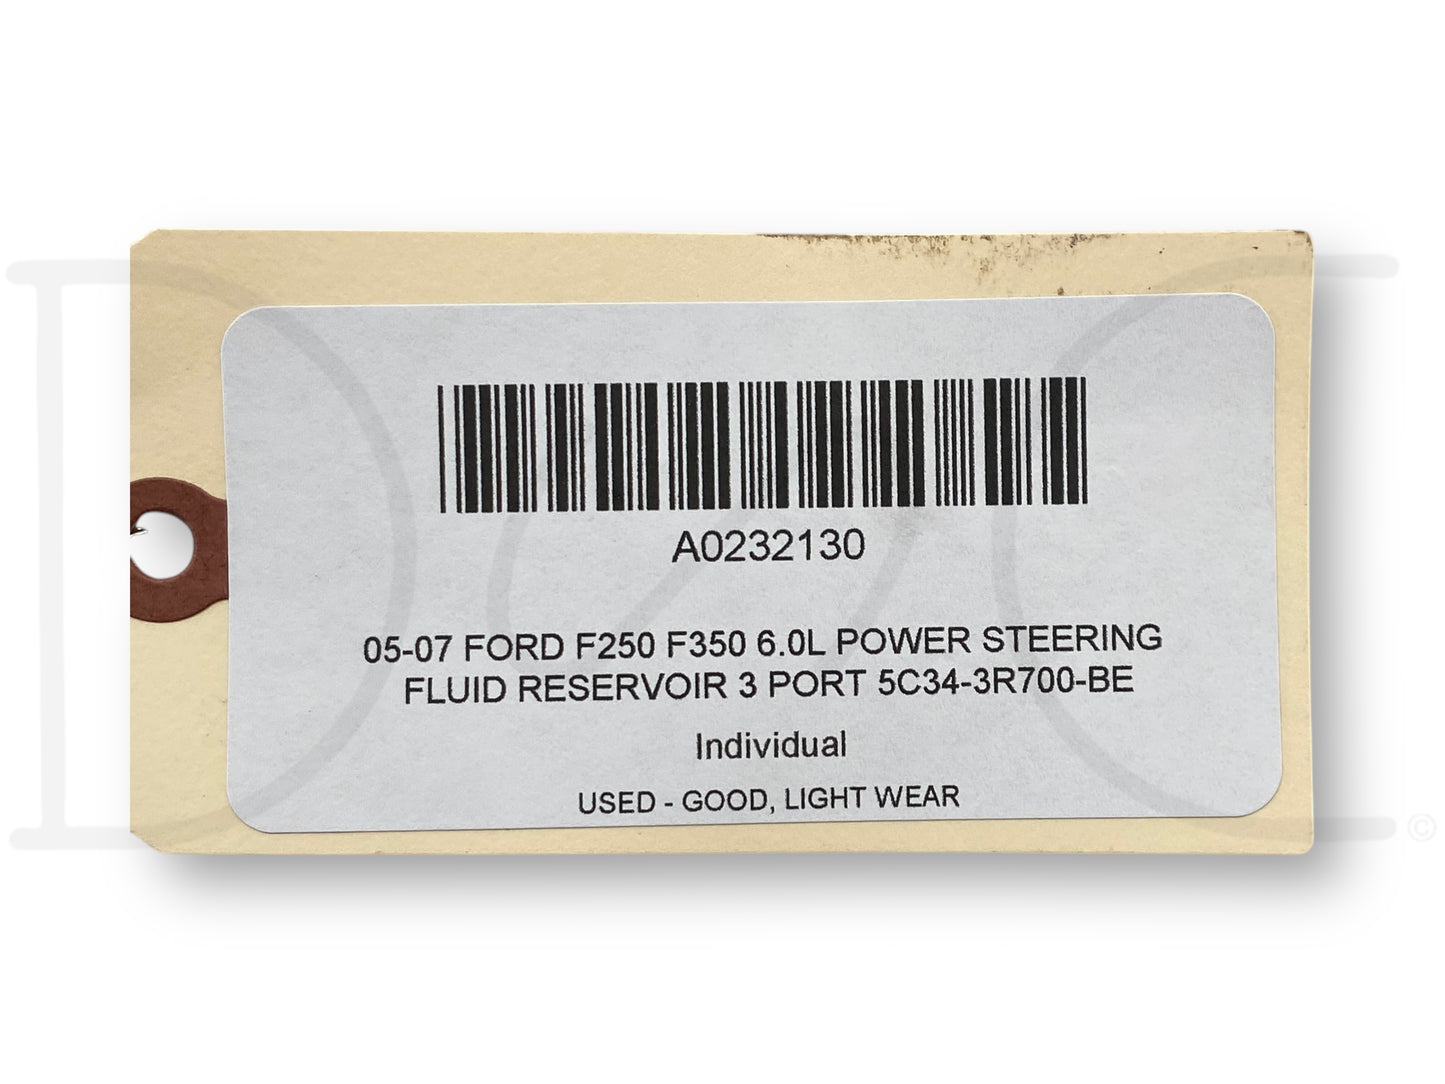 A0232130
05-07 FORD F250 F350 6.0L POWER STEERING
FLUID RESERVOIR 3 PORT 5C34-3R700-BE
Individual
USED - GOOD, LIGHT WEAR
©